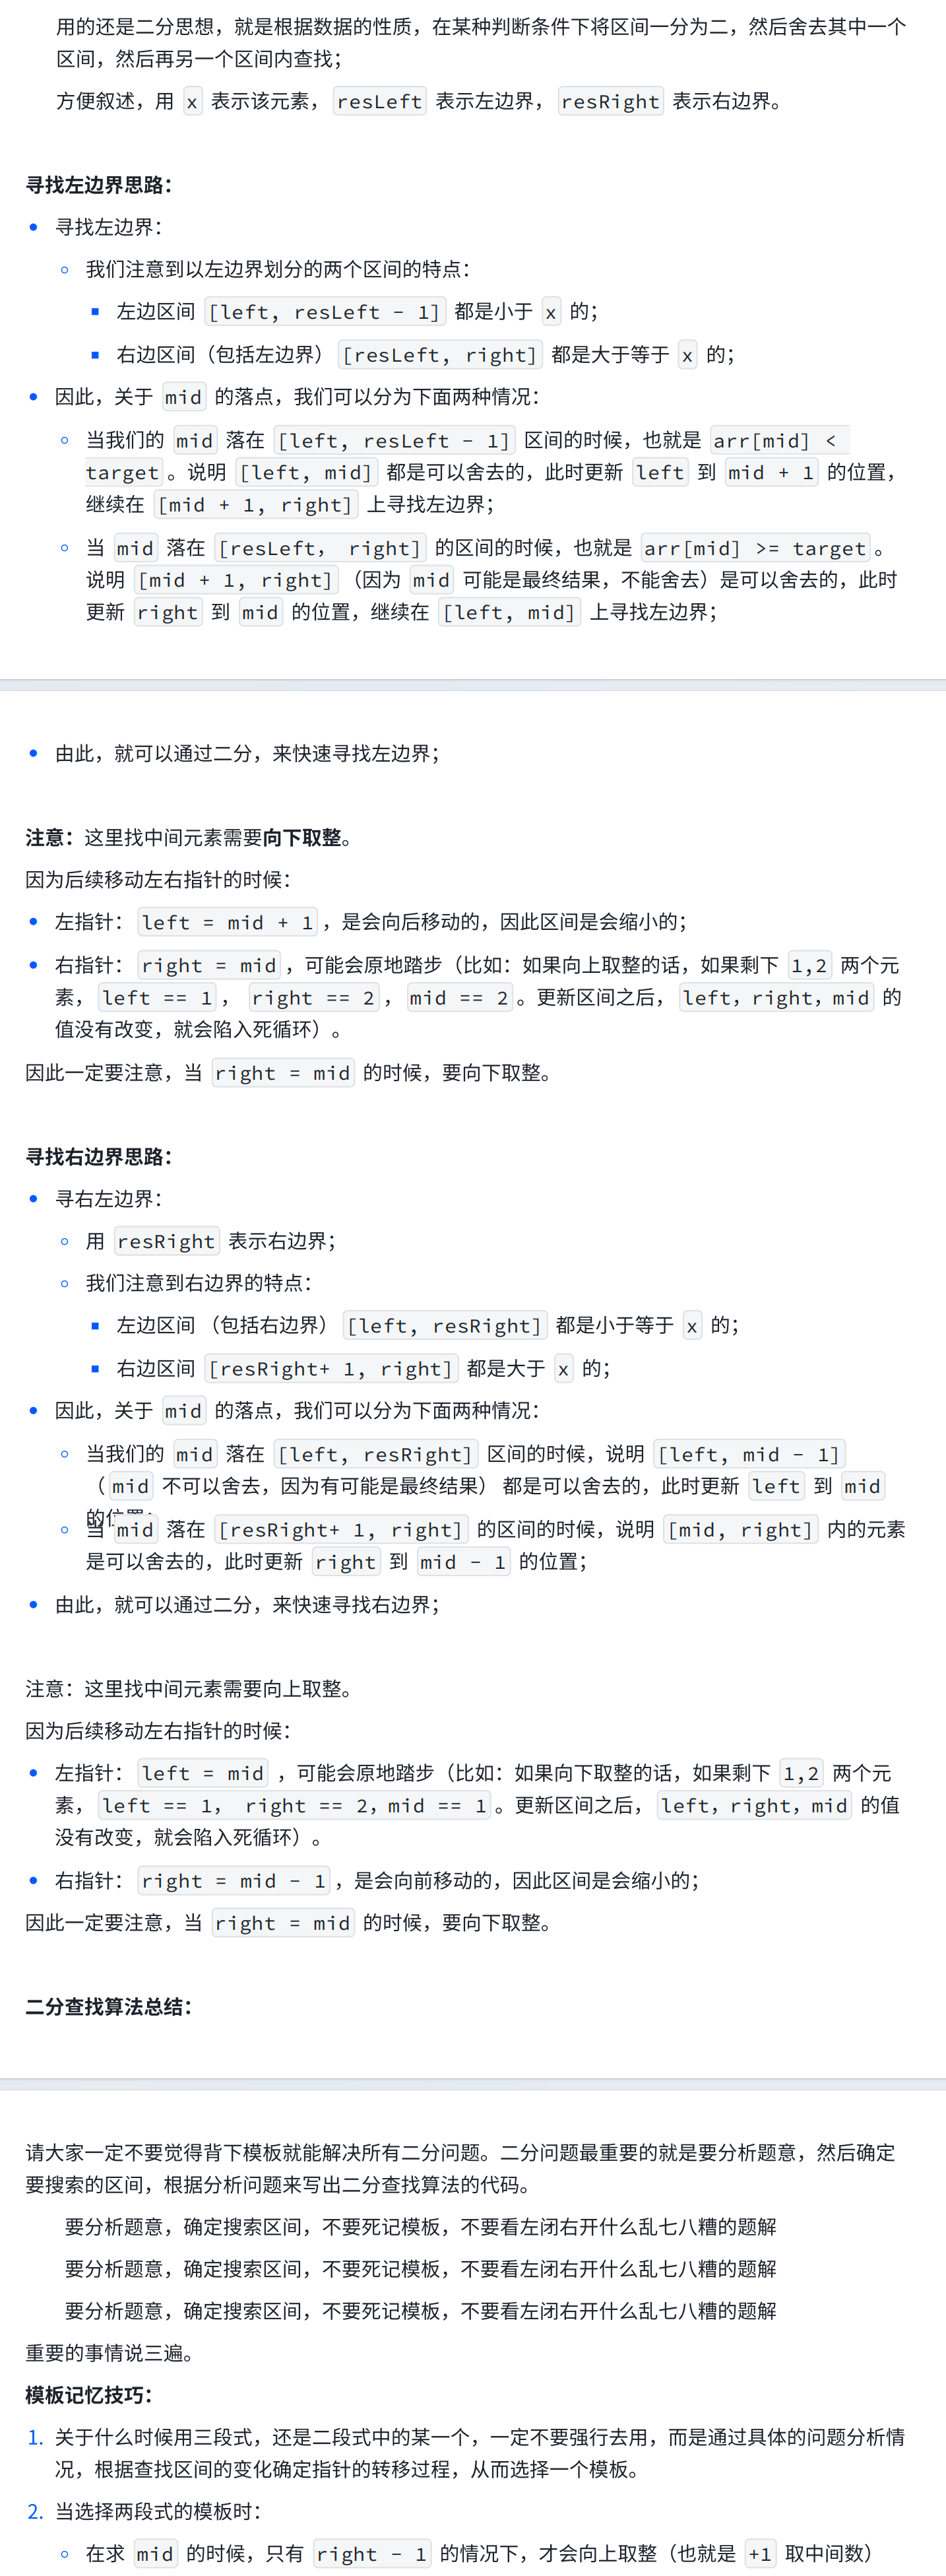 用的还是二分思想，就是根据数据的性质，在某种判断条件下将区间一分为二，然后舍去其中一个
区间，然后再另一个区间内查找；
方便叙述，用 x 表示该元素， resLeft 表示左边界， resRight 表示右边界。
寻找左边界思路：
• 寻找左边界：
◦ 我们注意到以左边界划分的两个区间的特点：
▪ 左边区间 [left, resLeft - 1] 都是小于 x 的；
▪ 右边区间（包括左边界） [resLeft, right] 都是大于等于 x 的；
• 因此，关于 mid 的落点，我们可以分为下面两种情况：
◦ 当我们的 mid 落在 [left, resLeft - 1] 区间的时候，也就是 arr[mid] <
target 。说明 [left, mid] 都是可以舍去的，此时更新 left 到 mid + 1 的位置，
继续在 [mid + 1, right] 上寻找左边界；
◦ 当 mid 落在 [resLeft， right] 的区间的时候，也就是 arr[mid] >= target 。
说明 [mid + 1, right] （因为 mid 可能是最终结果，不能舍去）是可以舍去的，此时
更新 right 到 mid 的位置，继续在 [left, mid] 上寻找左边界；
• 由此，就可以通过二分，来快速寻找左边界；
注意：这里找中间元素需要向下取整。
因为后续移动左右指针的时候：
• 左指针： left = mid + 1 ，是会向后移动的，因此区间是会缩小的；
• 右指针： right = mid ，可能会原地踏步（比如：如果向上取整的话，如果剩下 1,2 两个元
素， left == 1 ， right == 2 ， mid == 2 。更新区间之后， left，right，mid 的
值没有改变，就会陷入死循环）。
因此一定要注意，当 right = mid 的时候，要向下取整。
寻找右边界思路：
• 寻右左边界：
◦ 用 resRight 表示右边界；
◦ 我们注意到右边界的特点：
▪ 左边区间 （包括右边界） [left, resRight] 都是小于等于 x 的；
▪ 右边区间 [resRight+ 1, right] 都是大于 x 的；
• 因此，关于 mid 的落点，我们可以分为下面两种情况：
◦ 当我们的 mid 落在 [left, resRight] 区间的时候，说明 [left, mid - 1]
（ mid 不可以舍去，因为有可能是最终结果） 都是可以舍去的，此时更新 left 到 mid
的位置；
◦ 当 mid 落在 [resRight+ 1, right] 的区间的时候，说明 [mid, right] 内的元素
是可以舍去的，此时更新 right 到 mid - 1 的位置；
• 由此，就可以通过二分，来快速寻找右边界；
注意：这里找中间元素需要向上取整。
因为后续移动左右指针的时候：
• 左指针： left = mid ，可能会原地踏步（比如：如果向下取整的话，如果剩下 1,2 两个元
素， left == 1， right == 2，mid == 1 。更新区间之后， left，right，mid 的值
没有改变，就会陷入死循环）。
• 右指针： right = mid - 1 ，是会向前移动的，因此区间是会缩小的；
因此一定要注意，当 right = mid 的时候，要向下取整。
二分查找算法总结：
请大家一定不要觉得背下模板就能解决所有二分问题。二分问题最重要的就是要分析题意，然后确定
要搜索的区间，根据分析问题来写出二分查找算法的代码。
要分析题意，确定搜索区间，不要死记模板，不要看左闭右开什么乱七八糟的题解
要分析题意，确定搜索区间，不要死记模板，不要看左闭右开什么乱七八糟的题解
要分析题意，确定搜索区间，不要死记模板，不要看左闭右开什么乱七八糟的题解
重要的事情说三遍。
模板记忆技巧：
1. 关于什么时候用三段式，还是二段式中的某一个，一定不要强行去用，而是通过具体的问题分析情
况，根据查找区间的变化确定指针的转移过程，从而选择一个模板。
2. 当选择两段式的模板时：
◦ 在求 mid 的时候，只有 right - 1 的情况下，才会向上取整（也就是 +1 取中间数）